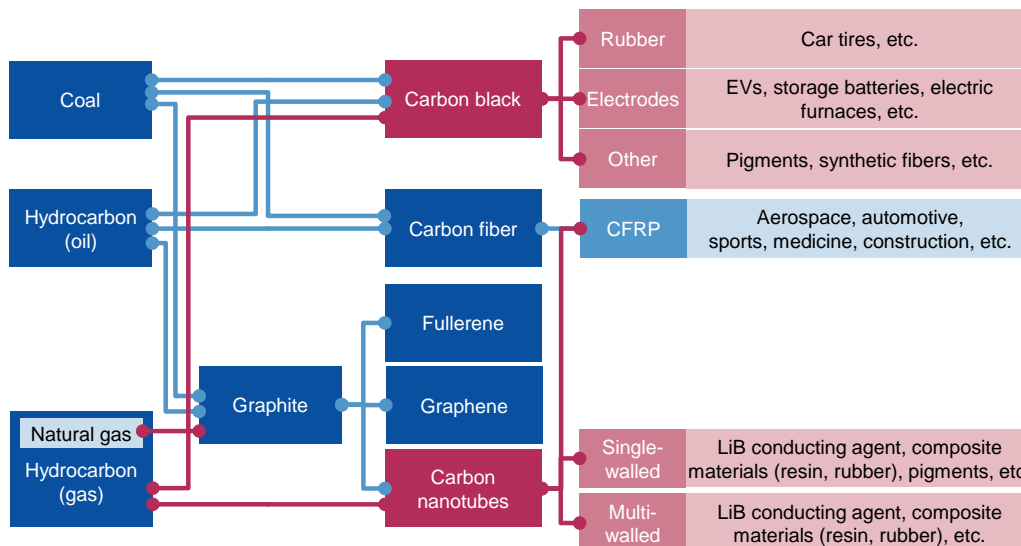 Coal
Hydrocarbon
(oil)
Natural gas
Hydrocarbon
(gas)
Graphite
Carbon black
Carbon fiber
Fullerene
Graphene
Carbon
nanotubes
Rubber
Car tires, etc.
Electrodes
EVs, storage batteries, electric
furnaces, etc.
Other
Pigments, synthetic fibers, etc.
CFRP
Aerospace, automotive,
sports, medicine, construction, etc.
Single-
walled
LiB conducting agent, composite
materials (resin, rubber), pigments, etc
Multi-
walled
LiB conducting agent, composite
materials (resin, rubber), etc.